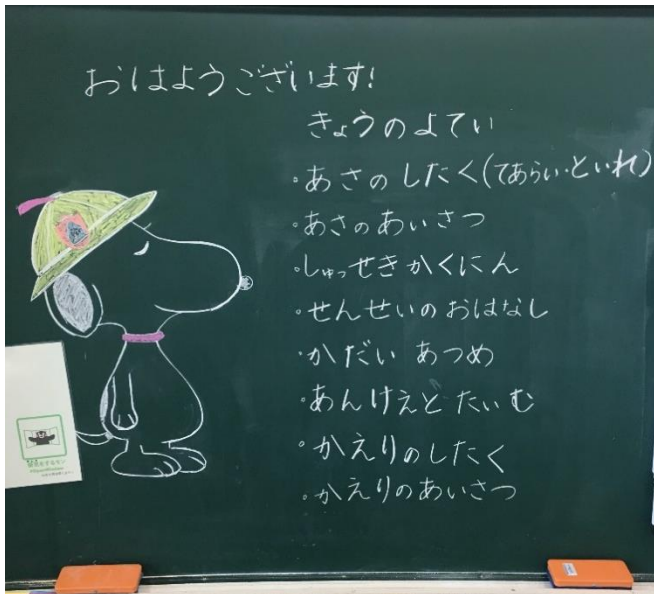 おはようございます!
きょうのよてい
・あさのしたく(てあらい・といれ)
・あさのあいさつ
・しゅっせきかくにん
・せんせいのおはなし
・かだいあつめ
・あんけえとたいむ
・かえりのしたく
・かえりのあいさつ